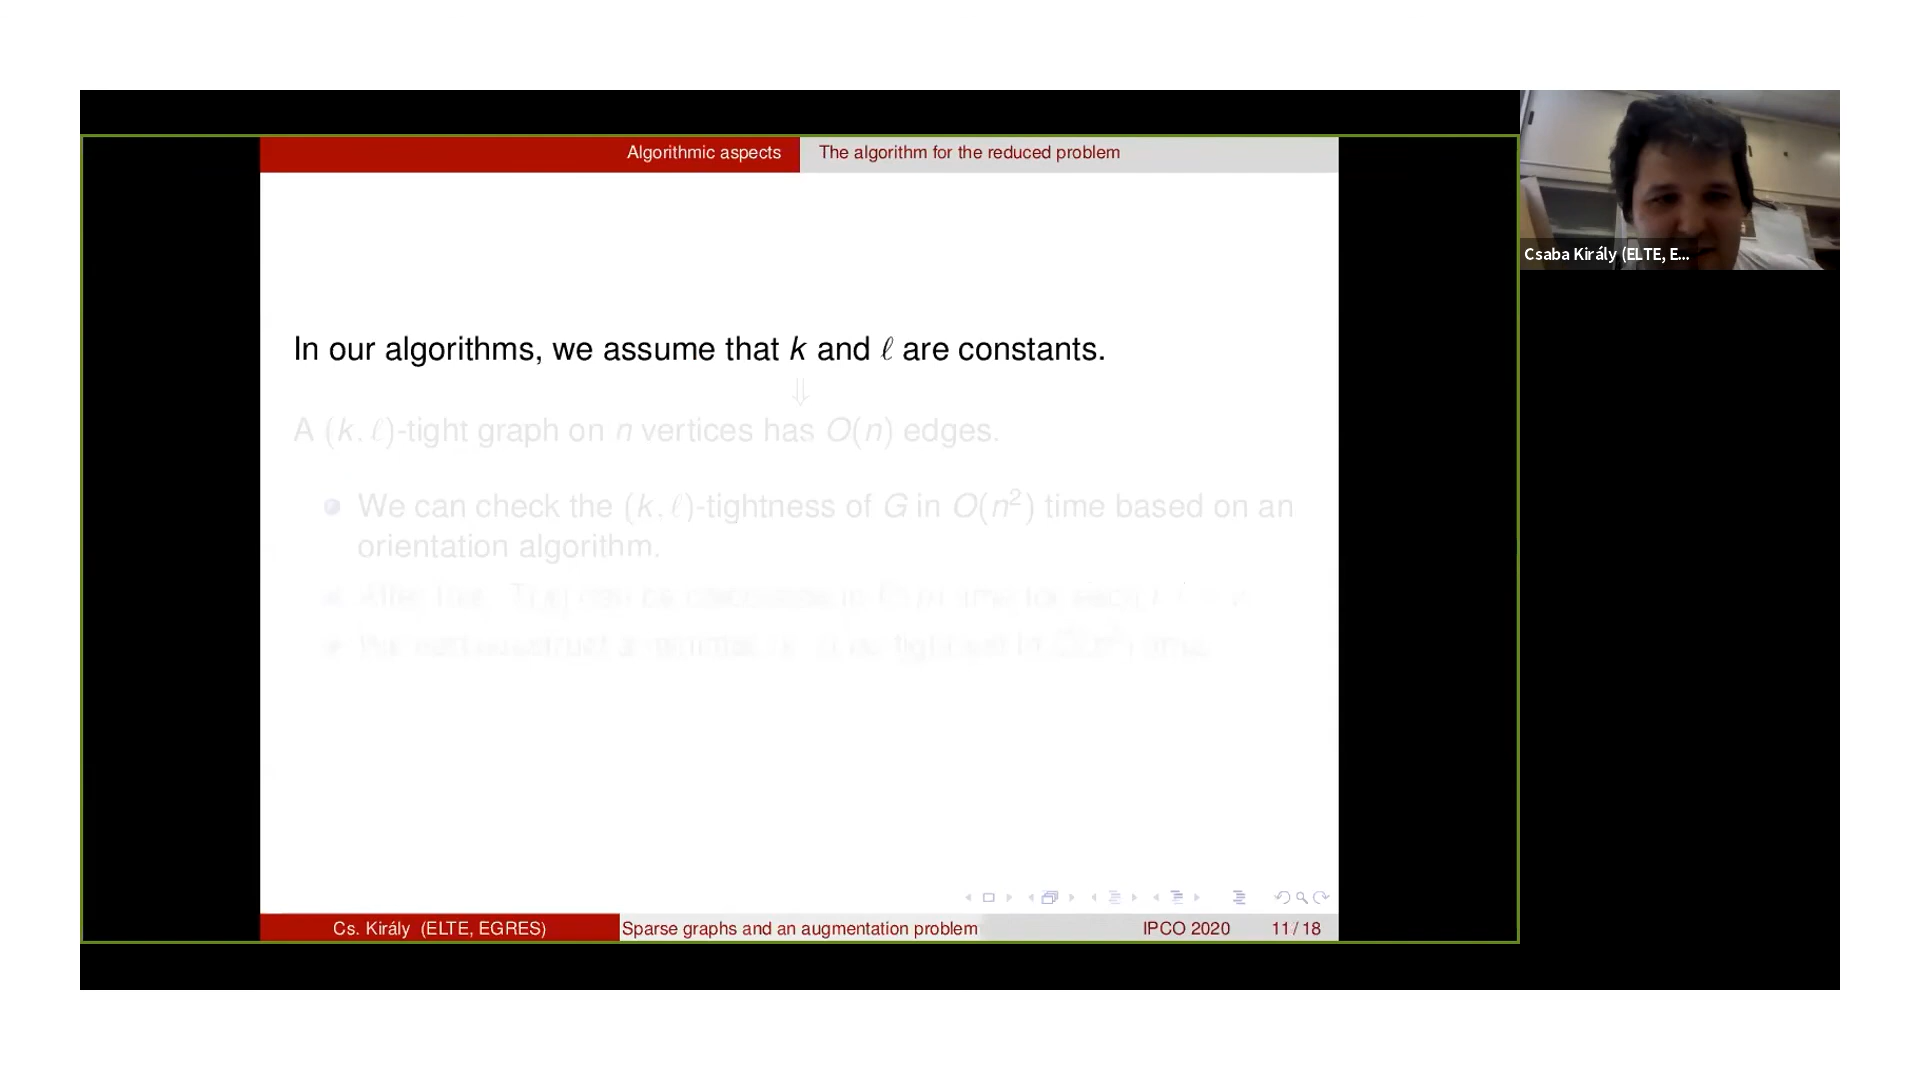 Algorithmic aspects The algorithm for the reduced problem
Csaba Király (ELTE, E...
In our algorithms, we assume that k and ℓ are constants.
⇓
A (k, ℓ)-tight graph on n vertices has O(n) edges.
We can check the (k, ℓ)-tightness of G in O(n²) time based on an
orientation algorithm.
Cs. Király (ELTE, EGRES) Sparse graphs and an augmentation problem IPCO 2020 11/18